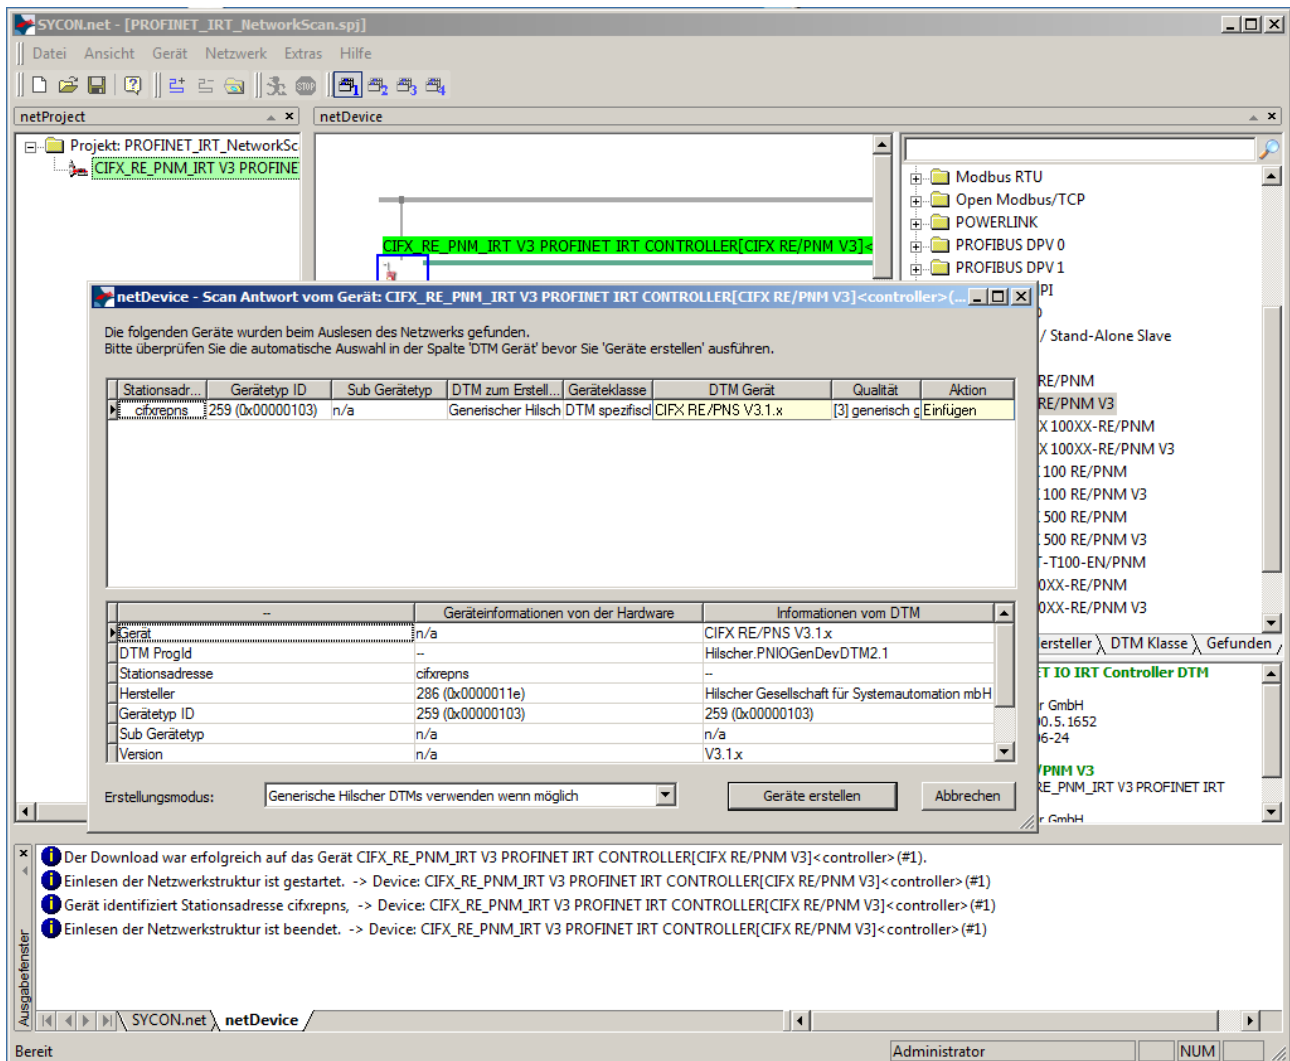 SYCON.net - [PROFINET_IRT_NetworkScan.spj]
Datei Ansicht Gerät Netzwerk Extras Hilfe
netProject
netDevice
Projekt: PROFINET_IRT_NetworkSc
CIFX_RE_PNM_IRT V3 PROFINE
CIFX_RE_PNM_IRT V3 PROFINET IRT CONTROLLER[CIFX RE/PNM V3]<
Modbus RTU
Open Modbus/TCP
POWERLINK
PROFIBUS DPV0
PROFIBUS DPV1
PI
/ Stand-Alone Slave
RE/PNM
RE/PNM V3
X 100XX-RE/PNM
X 100XX-RE/PNM V3
100 RE/PNM
100 RE/PNM V3
500 RE/PNM
500 RE/PNM V3
T-T100-EN/PNM
0XX-RE/PNM
0XX-RE/PNM V3
ersteller DTM Klasse Gefunden
ET IO IRT Controller DTM
r GmbH
00.5.1652
06-24
/PNM V3
RE_PNM_IRT V3 PROFINET IRT
r GmbH
netDevice - Scan Antwort vom Gerät: CIFX_RE_PNM_IRT V3 PROFINET IRT CONTROLLER[CIFX RE/PNM V3]<controller>(...
Die folgenden Geräte wurden beim Auslesen des Netzwerks gefunden.
Bitte überprüfen Sie die automatische Auswahl in der Spalte 'DTM Gerät' bevor Sie 'Geräte erstellen' ausführen.
Stationsadr... Gerätetyp ID Sub Gerätetyp DTM zum Erstell... Geräteklasse DTM Gerät Qualität Aktion
cifxrepns 259 (0x00000103) n/a Generischer Hilsch DTM spezifiscl CIFX RE/PNS V3.1.x [3] generisch g Einfügen
-- Geräteinformationen von der Hardware Informationen vom DTM
Gerät n/a CIFX RE/PNS V3.1.x
DTM ProgId -- Hilscher.PNIOGenDevDTM2.1
Stationsadresse cifxrepns --
Hersteller 286 (0x0000011e) Hilscher Gesellschaft für Systemautomation mbH
Gerätetyp ID 259 (0x00000103) 259 (0x00000103)
Sub Gerätetyp n/a n/a
Version n/a V3.1.x
Erstellungsmodus: Generische Hilscher DTMs verwenden wenn möglich Geräte erstellen Abbrechen
Der Download war erfolgreich auf das Gerät CIFX_RE_PNM_IRT V3 PROFINET IRT CONTROLLER[CIFX RE/PNM V3]<controller>(#1).
Einlesen der Netzwerkstruktur ist gestartet. -> Device: CIFX_RE_PNM_IRT V3 PROFINET IRT CONTROLLER[CIFX RE/PNM V3]<controller>(#1)
Gerät identifiziert Stationsadresse cifxrepns, -> Device: CIFX_RE_PNM_IRT V3 PROFINET IRT CONTROLLER[CIFX RE/PNM V3]<controller>(#1)
Einlesen der Netzwerkstruktur ist beendet. -> Device: CIFX_RE_PNM_IRT V3 PROFINET IRT CONTROLLER[CIFX RE/PNM V3]<controller>(#1)
Ausgabefenster
SYCON.net netDevice
Bereit Administrator NUM